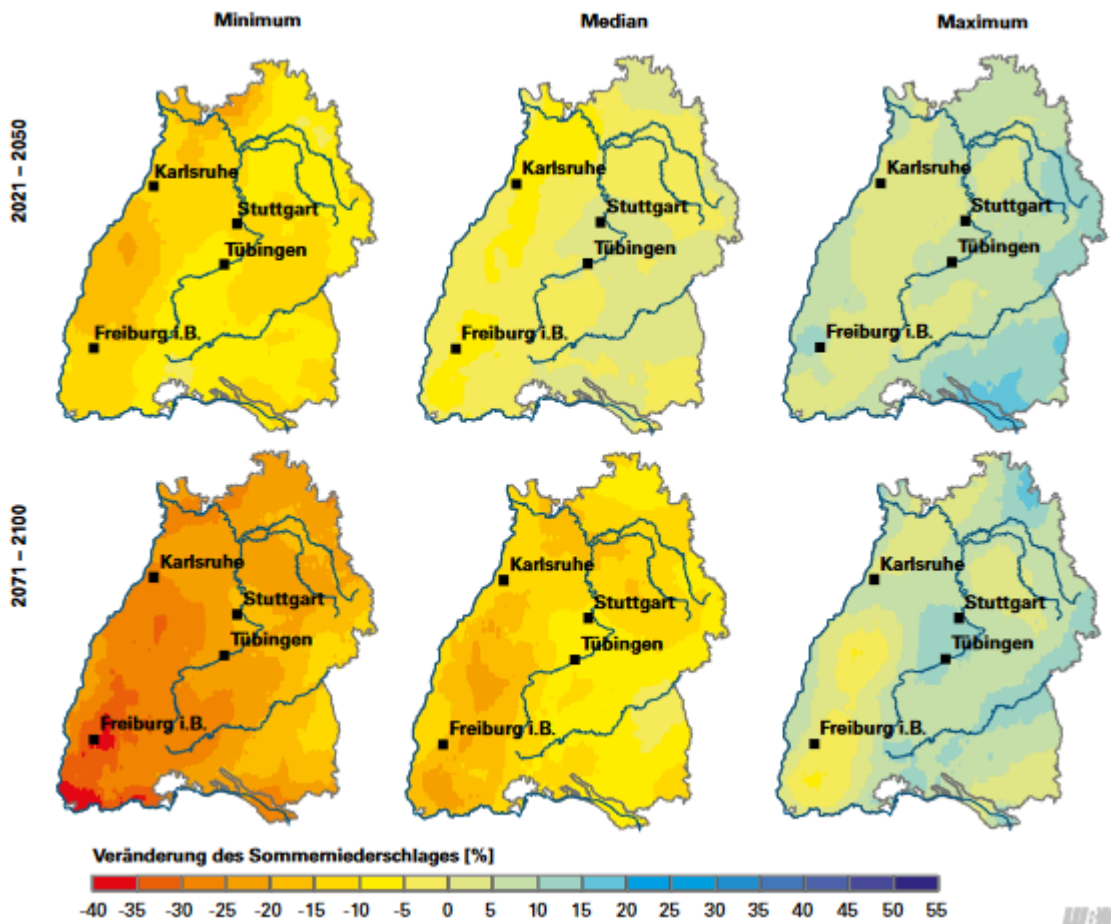 Minimum Median Maximum
2021 – 2050
Karlsruhe
Stuttgart
Tübingen
Freiburg i.B.
Karlsruhe
Stuttgart
Tübingen
Freiburg i.B.
Karlsruhe
Stuttgart
Tübingen
Freiburg i.B.
2071 – 2100
Karlsruhe
Stuttgart
Tübingen
Freiburg i.B.
Karlsruhe
Stuttgart
Tübingen
Freiburg i.B.
Karlsruhe
Stuttgart
Tübingen
Freiburg i.B.
Veränderung des Sommerniederschlages [%]
-40 -35 -30 -25 -20 -15 -10 -5 0 5 10 15 20 25 30 35 40 45 50 55